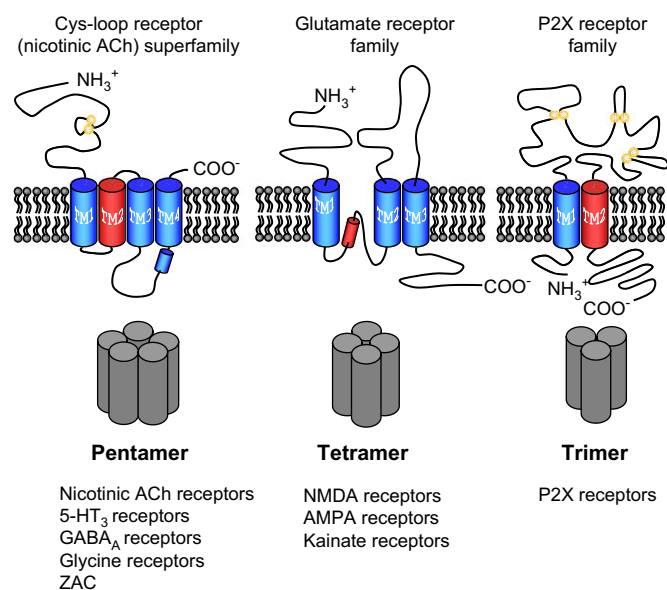 Cys-loop receptor
(nicotinic ACh) superfamily
Glutamate receptor
family
P2X receptor
family
NH₃⁺
COO⁻
TM1
TM2
TM3
TM4
NH₃⁺
TM1
TM2
TM3
COO⁻
TM1
TM2
NH₃⁺
COO⁻
Pentamer
Tetramer
Trimer
Nicotinic ACh receptors
5-HT₃ receptors
GABA_A receptors
Glycine receptors
ZAC
NMDA receptors
AMPA receptors
Kainate receptors
P2X receptors